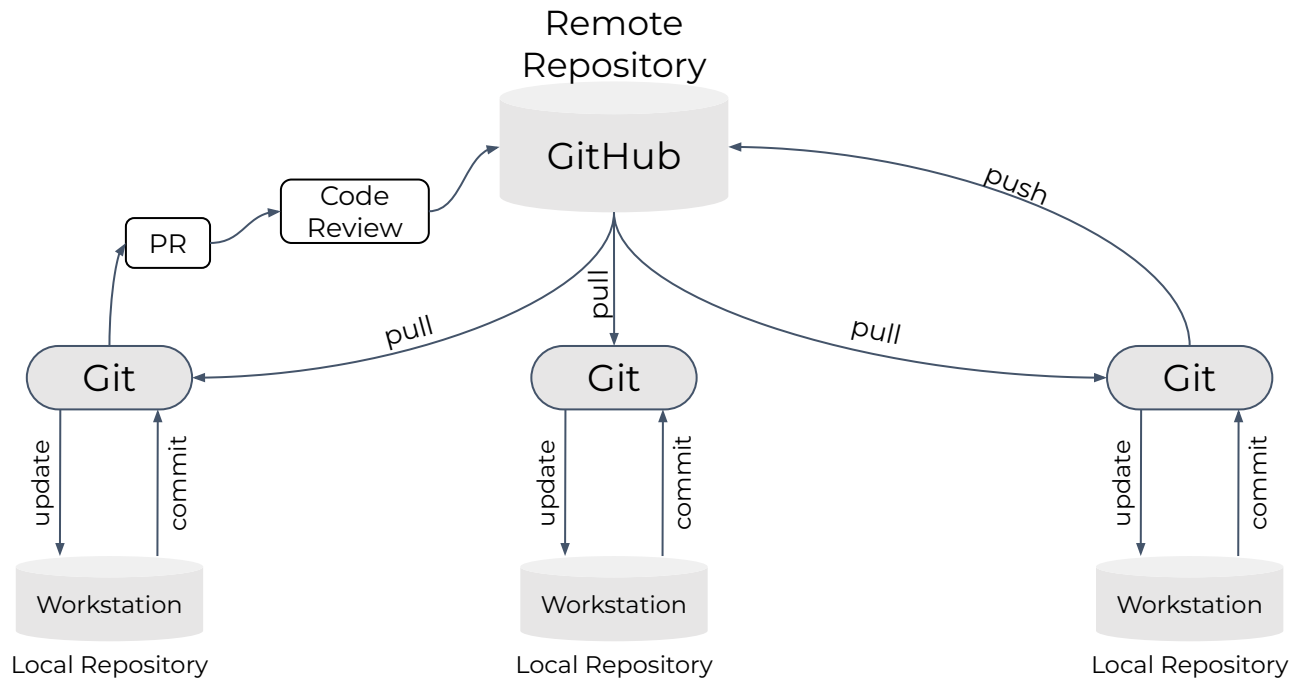 Remote
Repository
GitHub
push
Code
Review
PR
pull
pull
pull
Git
Git
Git
update
commit
update
commit
update
commit
Workstation
Workstation
Workstation
Local Repository
Local Repository
Local Repository